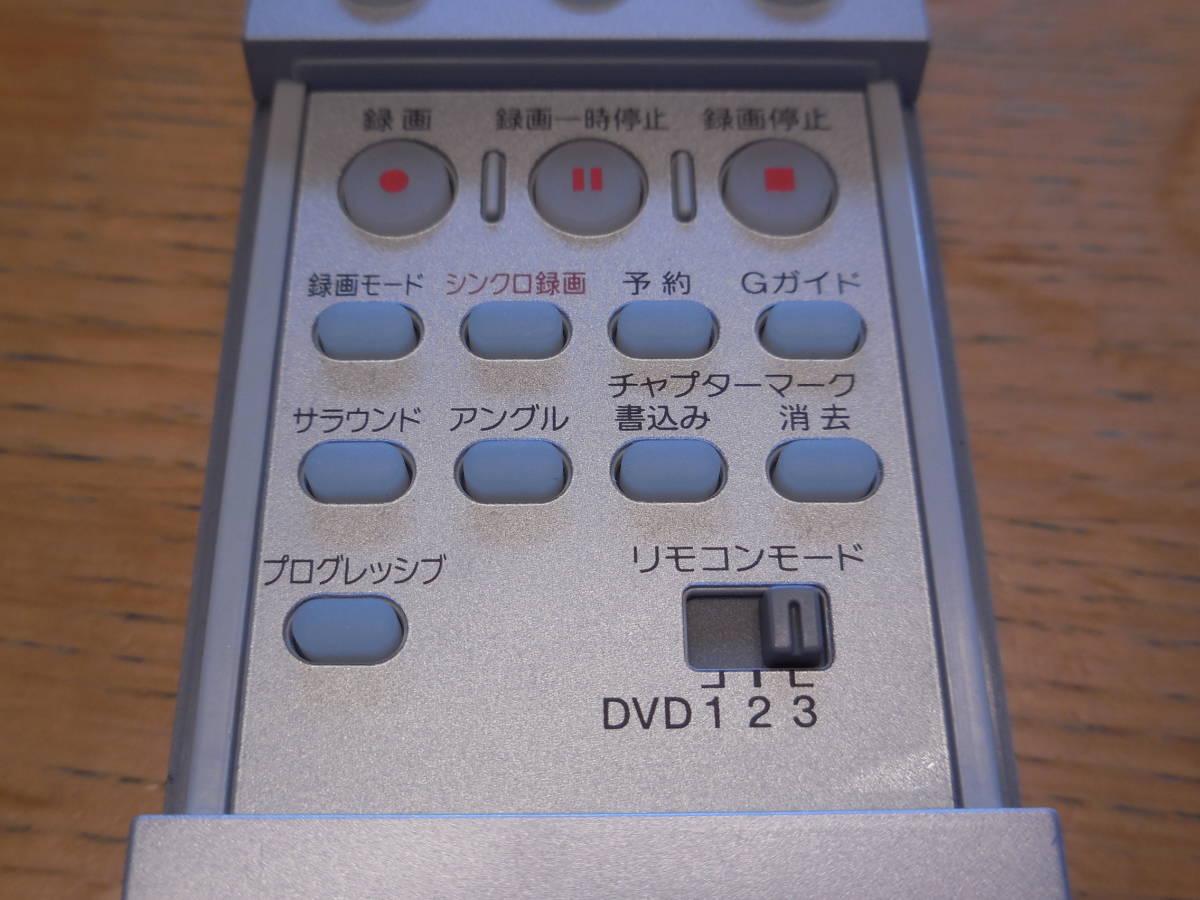 録画 録画一時停止 録画停止
録画モード シンクロ録画 予約 Gガイド
チャプターマーク
サラウンド アングル 書込み 消去
プログレッシブ リモコンモード
DVD 1 2 3